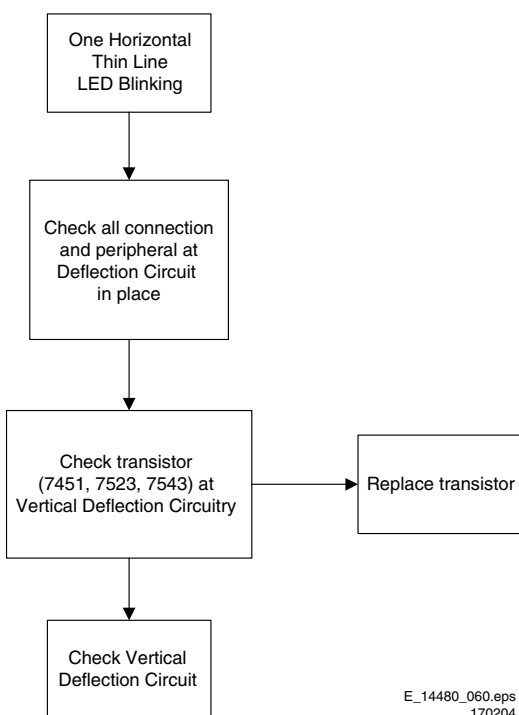 One Horizontal
Thin Line
LED Blinking
Check all connection
and peripheral at
Deflection Circuit
in place
Check transistor
(7451, 7523, 7543) at
Vertical Deflection Circuitry
Replace transistor
Check Vertical
Deflection Circuit
E_14480_060.eps
170204